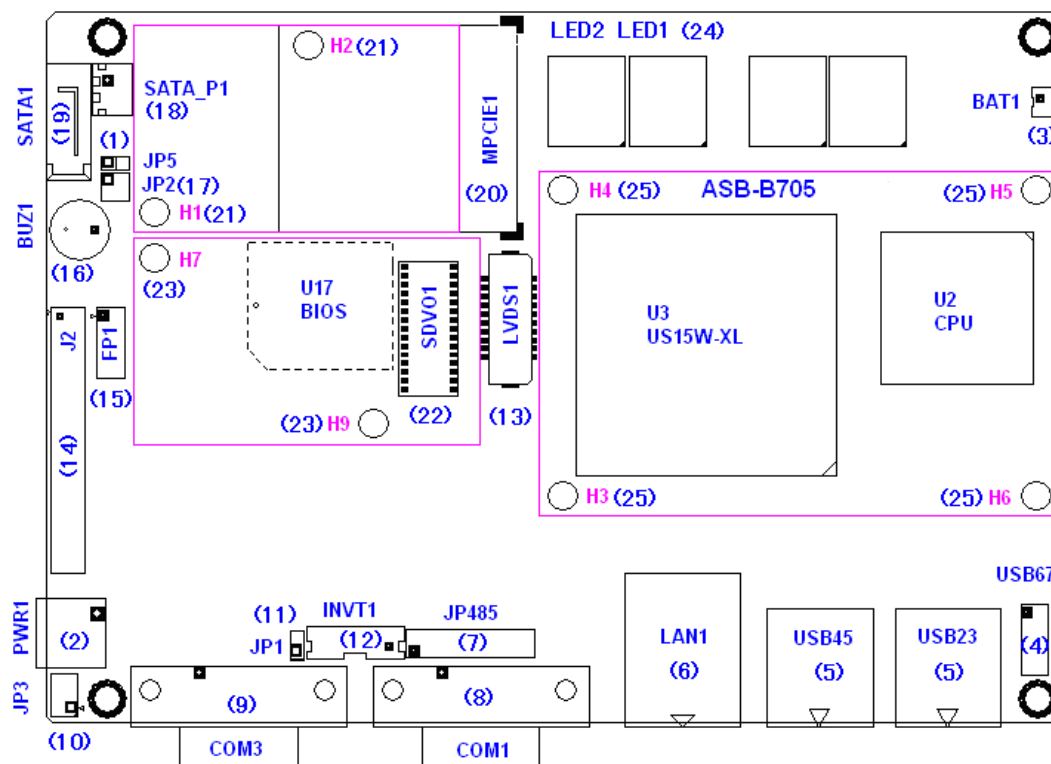 LED2 LED1 (24)
H2 (21)
SATA1
(19)
SATA_P1
(18)
MPCIE1
(20)
BAT1
(3)
(1)
JP5
JP2 (17)
H1 (21)
H4 (25)
ASB-B705
(25) H5
BUZ1
(16)
H7
(23)
U17
BIOS
SDVO1
(22)
LVDS1
(13)
U3
US15W-XL
U2
CPU
J2
(14)
FP1
(15)
(23) H9
H3 (25)
(25) H6
USB67
(4)
PWR1
(2)
(11)
JP1
INVT1
(12)
JP485
(7)
LAN1
(6)
USB45
(5)
USB23
(5)
JP3
(10)
(9)
COM3
(8)
COM1